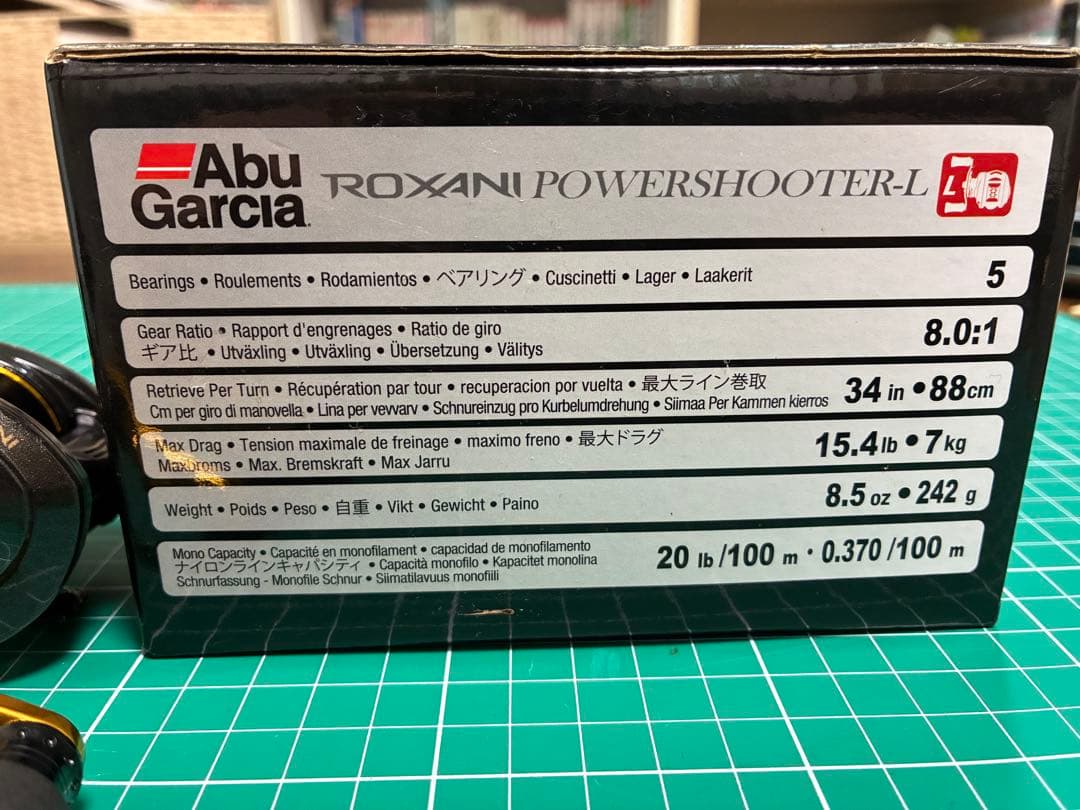 Abu
Garcia
ROXANI POWERSHOOTER-L
L
Bearings • Roulements • Rodamientos • ベアリング • Cuscinetti • Lager • Laakerit 5
Gear Ratio • Rapport d'engrenages • Ratio de giro
ギア比 • Utväxling • Utväxling • Übersetzung • Välitys
8.0:1
Retrieve Per Turn • Récupération par tour • recuperacion por vuelta • 最大ライン巻取
Cm per giro di manovella • Lina per vevvarv • Schnureinzug pro Kurbelumdrehung • Siimaa Per Kammen kierros
34 in • 88cm
Max Drag • Tension maximale de freinage • maximo freno • 最大ドラグ
Maxbroms • Max. Bremskraft • Max Jarru
15.4lb • 7kg
Weight • Poids • Peso • 自重 • Vikt • Gewicht • Paino 8.5 oz • 242 g
Mono Capacity • Capacité en monofilament • capacidad de monofilamento
ナイロンラインキャパシティ • Capacità monofilo • Kapacitet monolina
Schnurfassung - Monofile Schnur • Siimatilavuus monofiili
20 lb/100 m · 0.370 /100 m